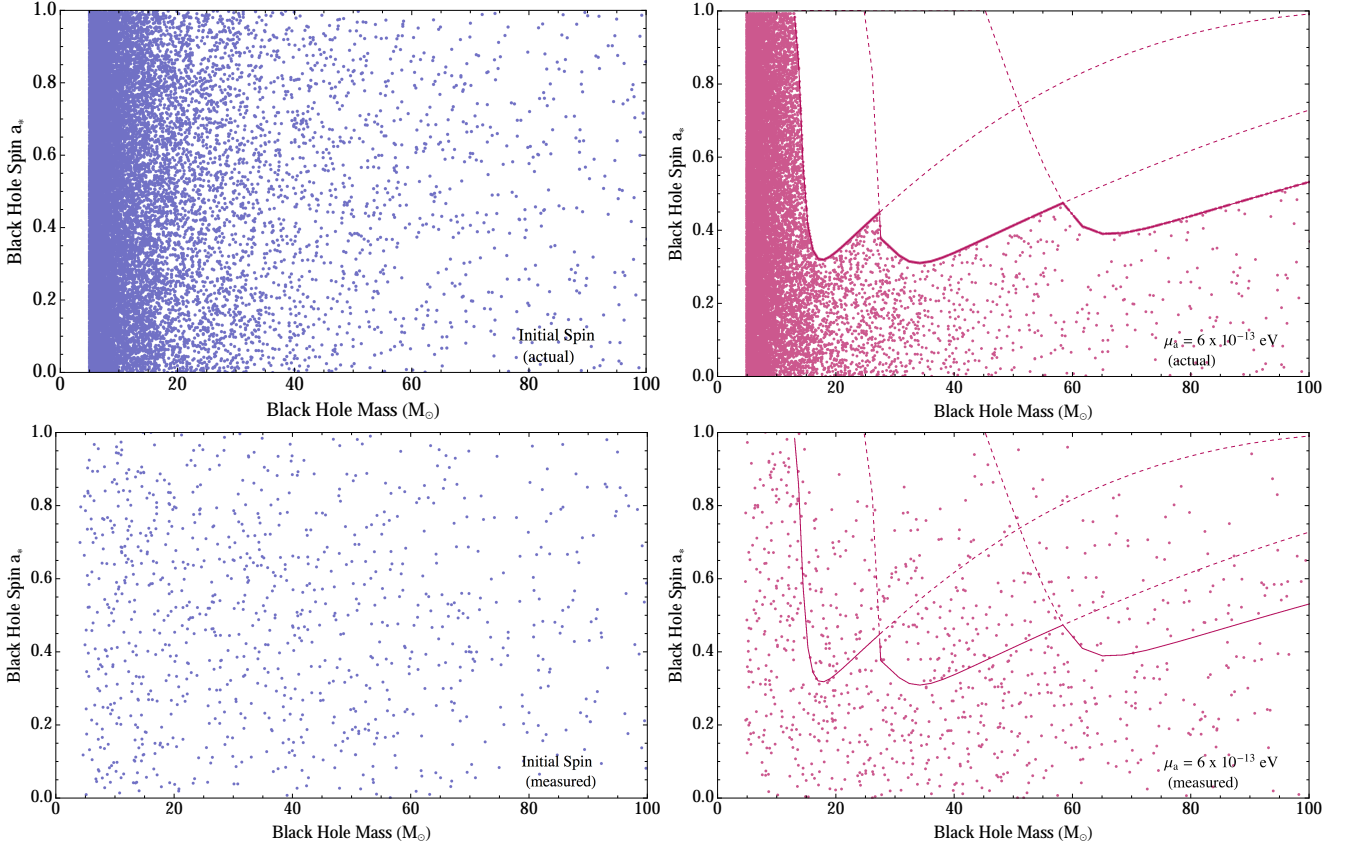 1.0
0.8
0.6
0.4
0.2
0.0
Black Hole Spin a*
Initial Spin
(actual)
0 20 40 60 80 100
Black Hole Mass (M⊙)
1.0
0.8
0.6
0.4
0.2
0.0
Black Hole Spin a*
μa = 6 x 10⁻¹³ eV
(actual)
0 20 40 60 80 100
Black Hole Mass (M⊙)
1.0
0.8
0.6
0.4
0.2
0.0
Black Hole Spin a*
Initial Spin
(measured)
0 20 40 60 80 100
Black Hole Mass (M⊙)
1.0
0.8
0.6
0.4
0.2
0.0
Black Hole Spin a*
μa = 6 x 10⁻¹³ eV
(measured)
0 20 40 60 80 100
Black Hole Mass (M⊙)